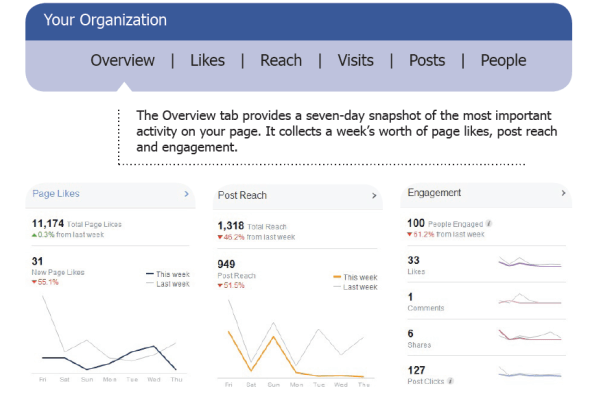 Your Organization
Overview | Likes | Reach | Visits | Posts | People
The Overview tab provides a seven-day snapshot of the most important
activity on your page. It collects a week's worth of page likes, post reach
and engagement.
Page Likes >
11,174 Total Page Likes
▲0.3% from last week
31
New Page Likes
▼55.1%
This week
Last week
Fri Sat Sun Mon Tue Wed Thu
Post Reach >
1,318 Total Reach
▼46.2% from last week
949
Post Reach
▼51.5%
This week
Last week
Fri Sat Sun Mon Tue Wed Thu
Engagement >
100 People Engaged i
▼61.2% from last week
33
Likes
1
Comments
6
Shares
127
Post Clicks i